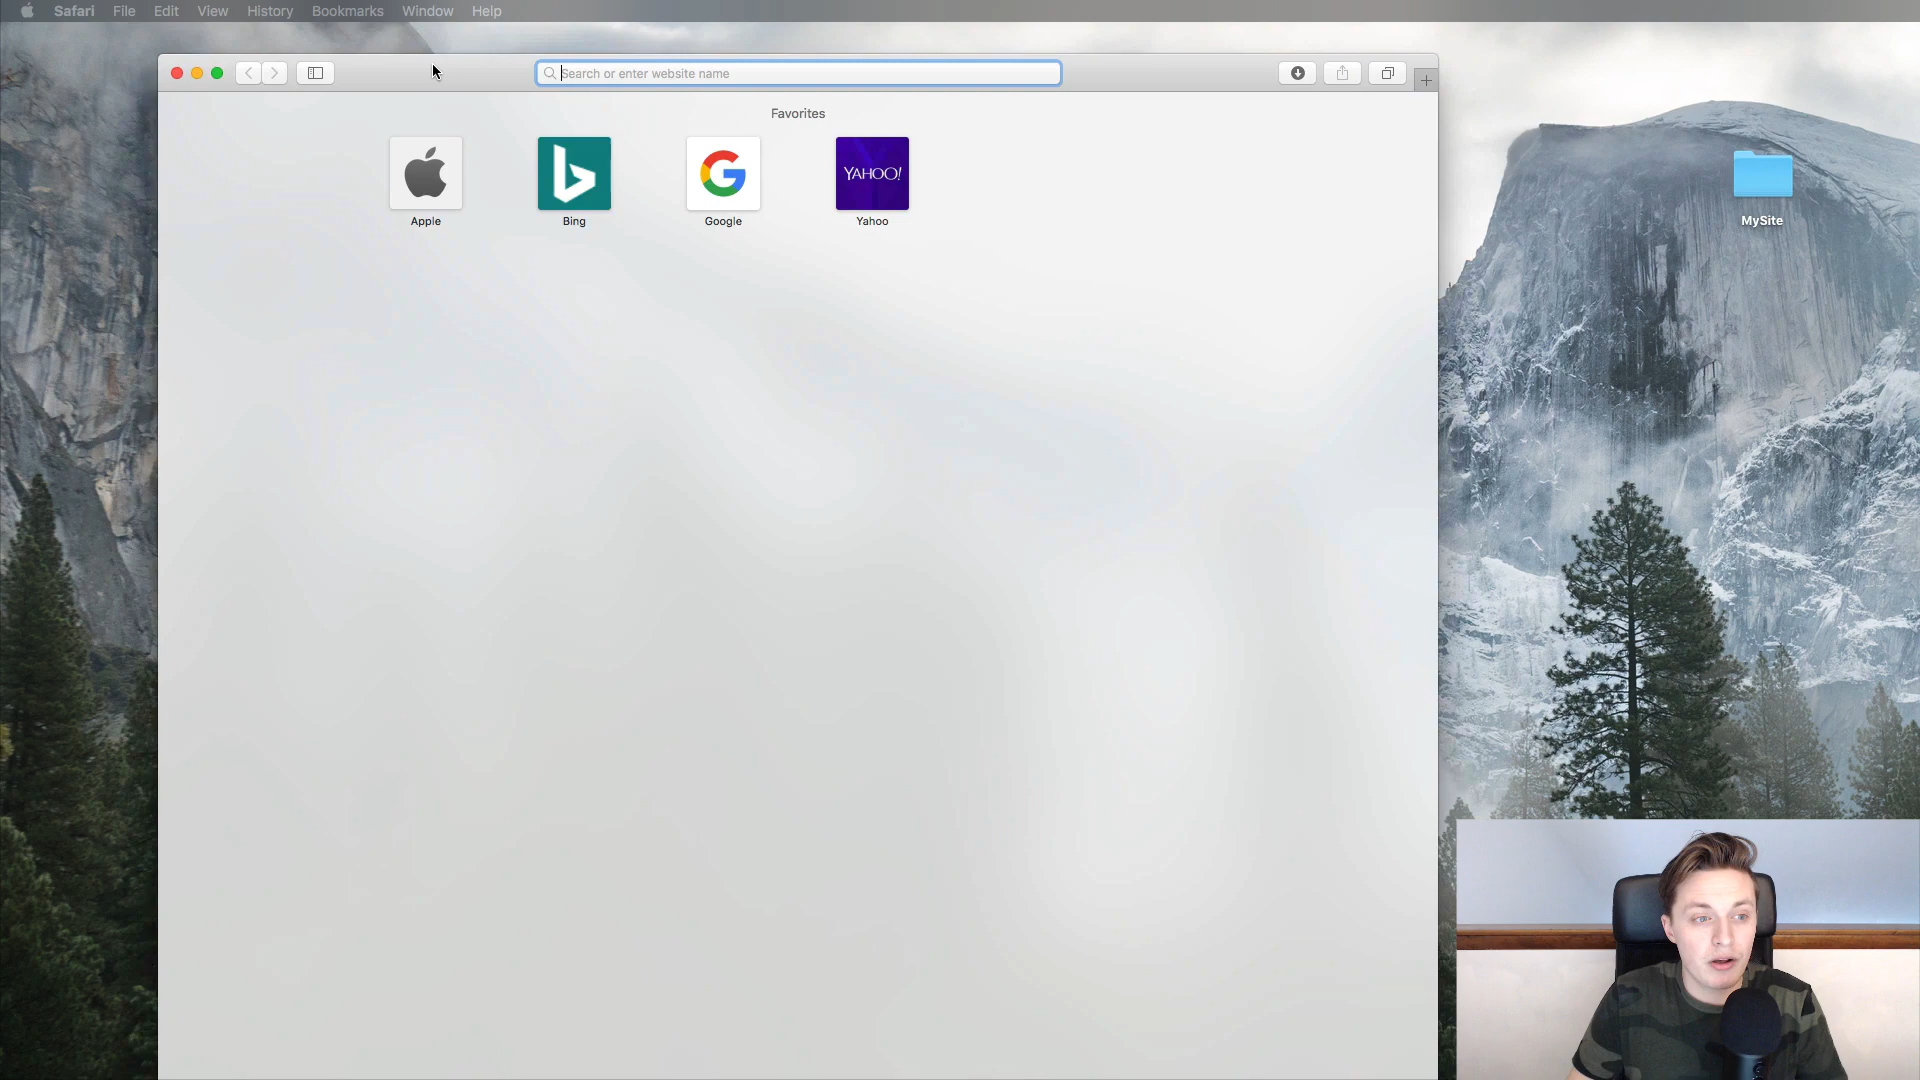 Safari File Edit View History Bookmarks Window Help
Search or enter website name
Favorites
YAHOO!
Apple Bing Google Yahoo
MySite